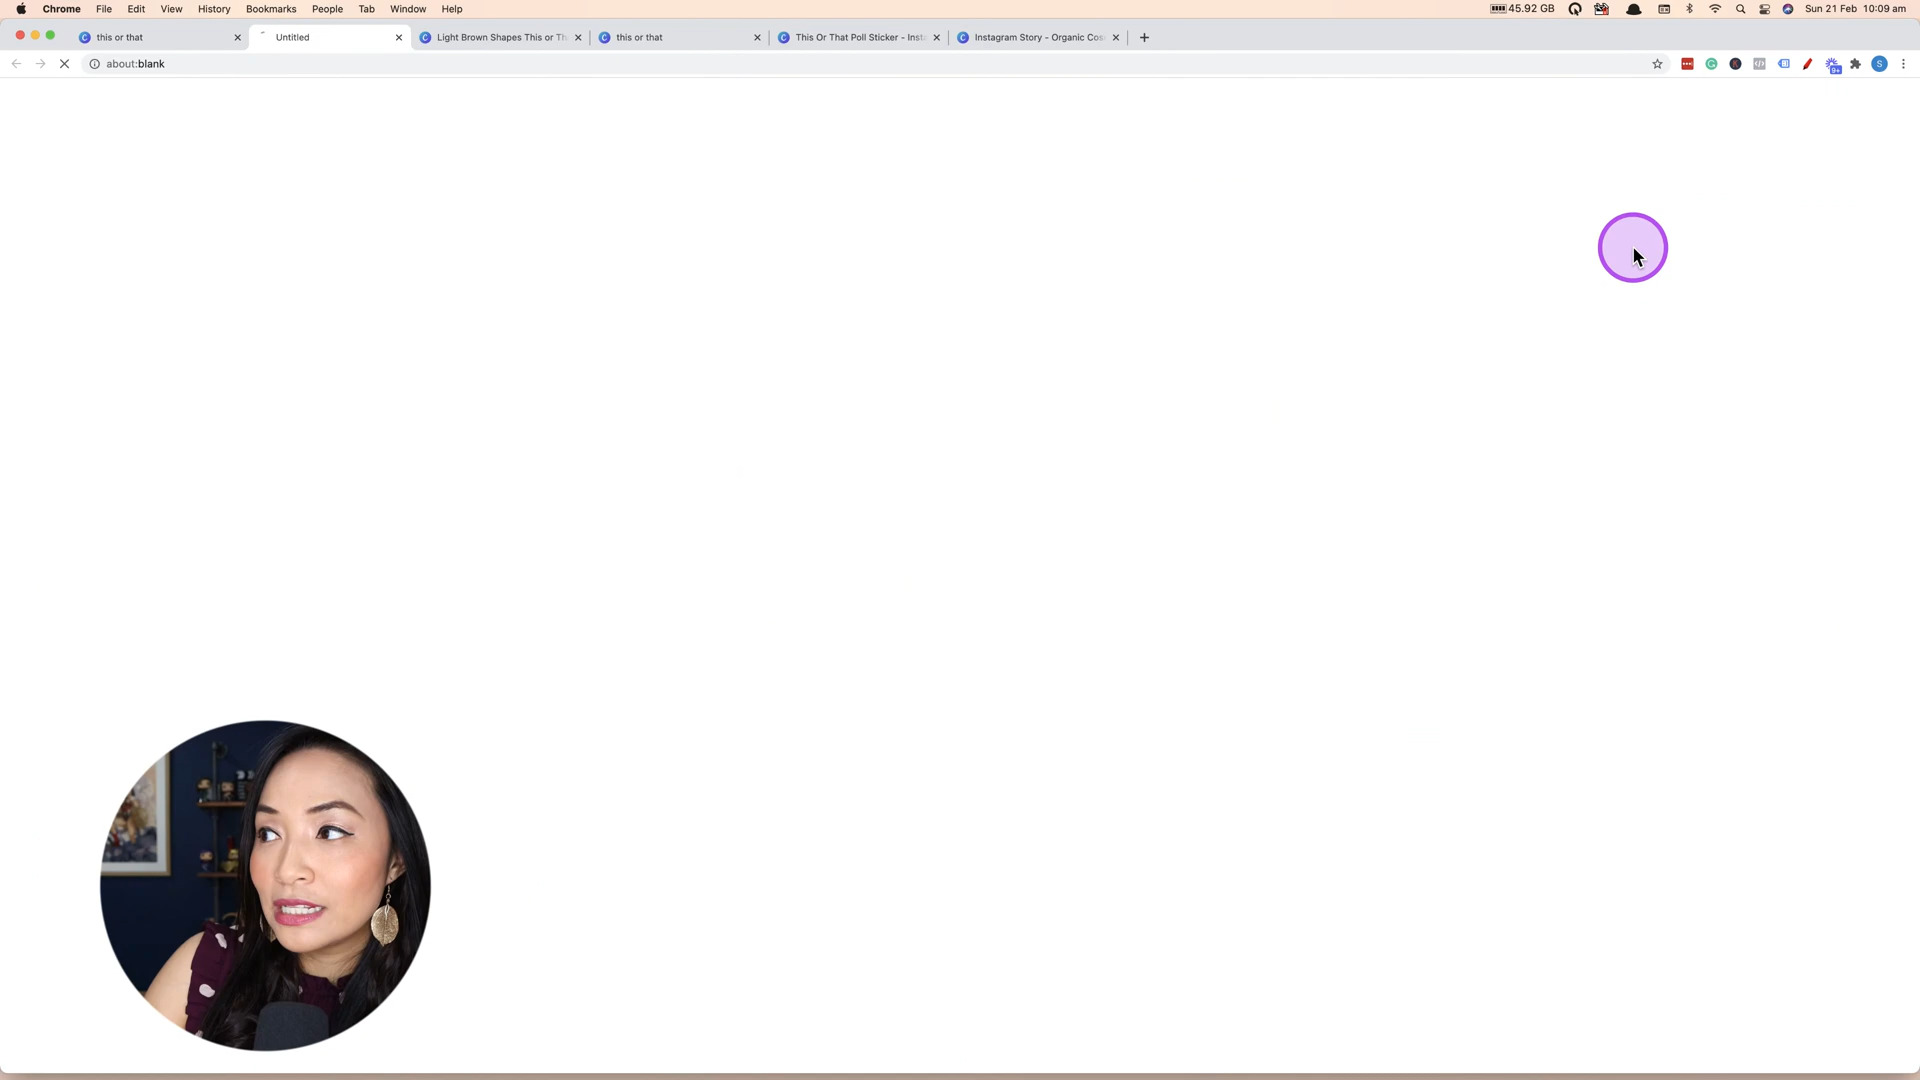 Chrome File Edit View History Bookmarks People Tab Window Help 45.92 GB Sun 21 Feb 10:09 am
this or that Untitled Light Brown Shapes This or Th this or that This Or That Poll Sticker - Insta Instagram Story - Organic Cos
about:blank
9+ S